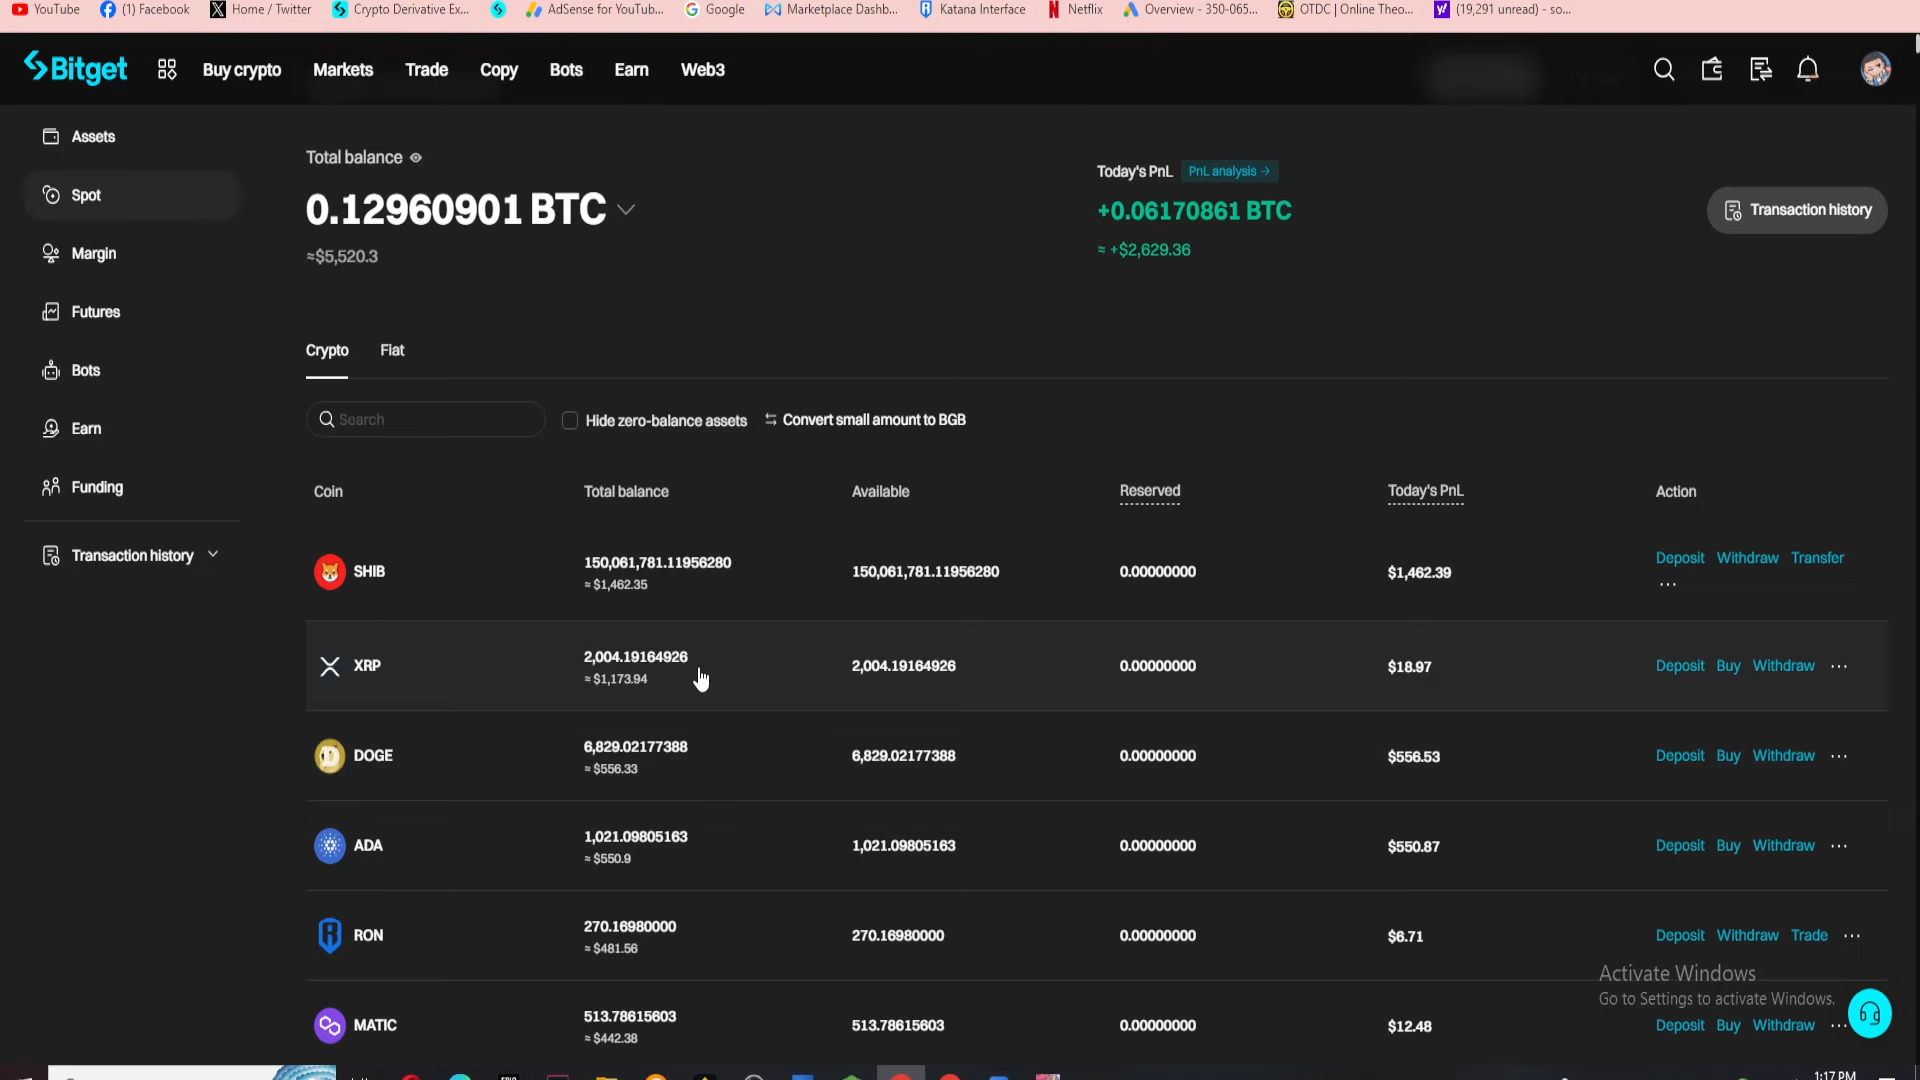 YouTube (1) Facebook Home / Twitter Crypto Derivative Ex... AdSense for YouTub... Google Marketplace Dashb... Katana Interface Netflix Overview - 350-065... OTDC | Online Theo... (19,291 unread) - so...
Bitget Buy crypto Markets Trade Copy Bots Earn Web3
Assets
Spot
Margin
Futures
Bots
Earn
Funding
Transaction history
Total balance
0.12960901 BTC
≈$5,520.3
Today's PnL PnL analysis →
+0.06170861 BTC
≈ +$2,629.36
Transaction history
Crypto Fiat
Search Hide zero-balance assets Convert small amount to BGB
Coin Total balance Available Reserved Today's PnL Action
SHIB 150,061,781.11956280 150,061,781.11956280 0.00000000 $1,462.39 Deposit Withdraw Transfer ...
≈ $1,462.35
XRP 2,004.19164926 2,004.19164926 0.00000000 $18.97 Deposit Buy Withdraw ...
≈ $1,173.94
DOGE 6,829.02177388 6,829.02177388 0.00000000 $556.53 Deposit Buy Withdraw ...
≈ $556.33
ADA 1,021.09805163 1,021.09805163 0.00000000 $550.87 Deposit Buy Withdraw ...
≈ $550.9
RON 270.16980000 270.16980000 0.00000000 $6.71 Deposit Withdraw Trade ...
≈ $481.56
MATIC 513.78615603 513.78615603 0.00000000 $12.48 Deposit Buy Withdraw ...
≈ $442.38
Activate Windows
Go to Settings to activate Windows.
1:17 PM